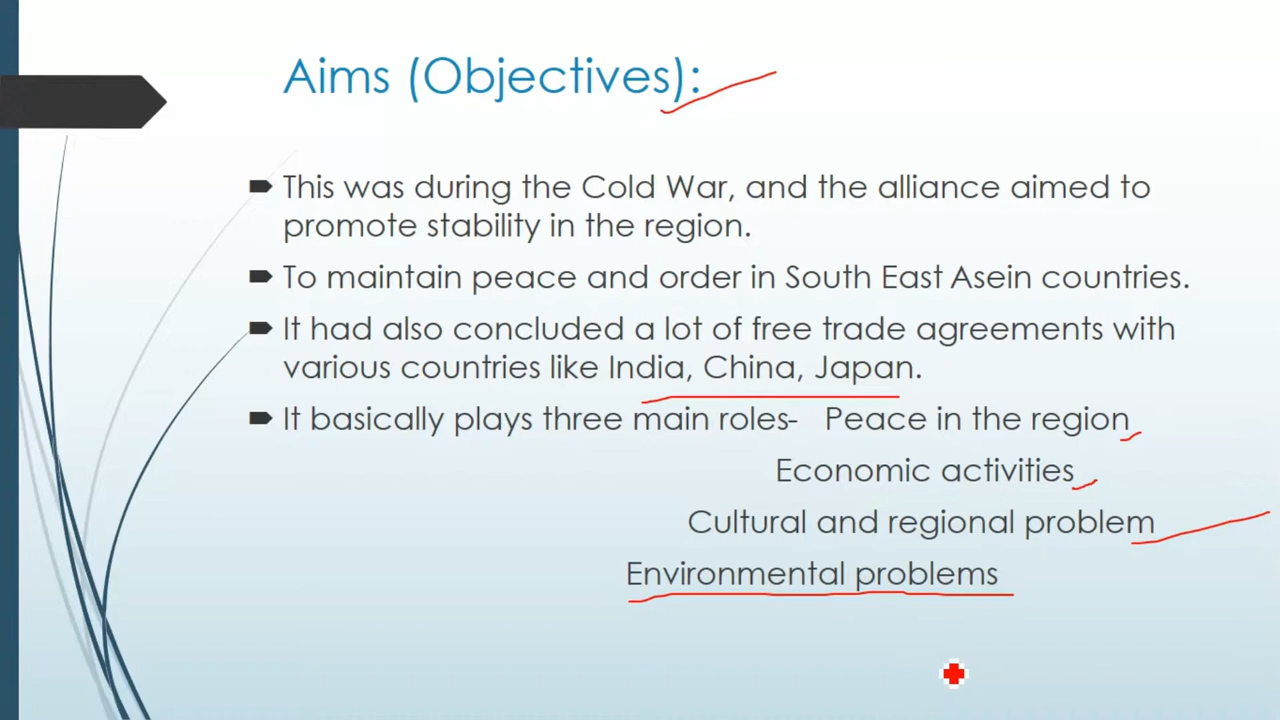 Aims (Objectives):
This was during the Cold War, and the alliance aimed to
promote stability in the region.
To maintain peace and order in South East Asein countries.
It had also concluded a lot of free trade agreements with
various countries like India, China, Japan.
It basically plays three main roles- Peace in the region
Economic activities
Cultural and regional problem
Environmental problems